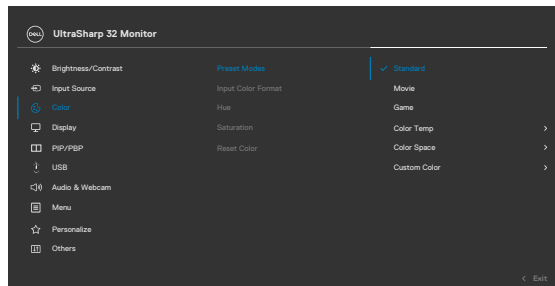 DELL UltraSharp 32 Monitor
Brightness/Contrast Preset Modes Standard
Input Source Input Color Format Movie
Color Hue Game
Display Saturation Color Temp
PIP/PBP Reset Color Color Space
USB Custom Color
Audio & Webcam
Menu
Personalize
Others
Exit